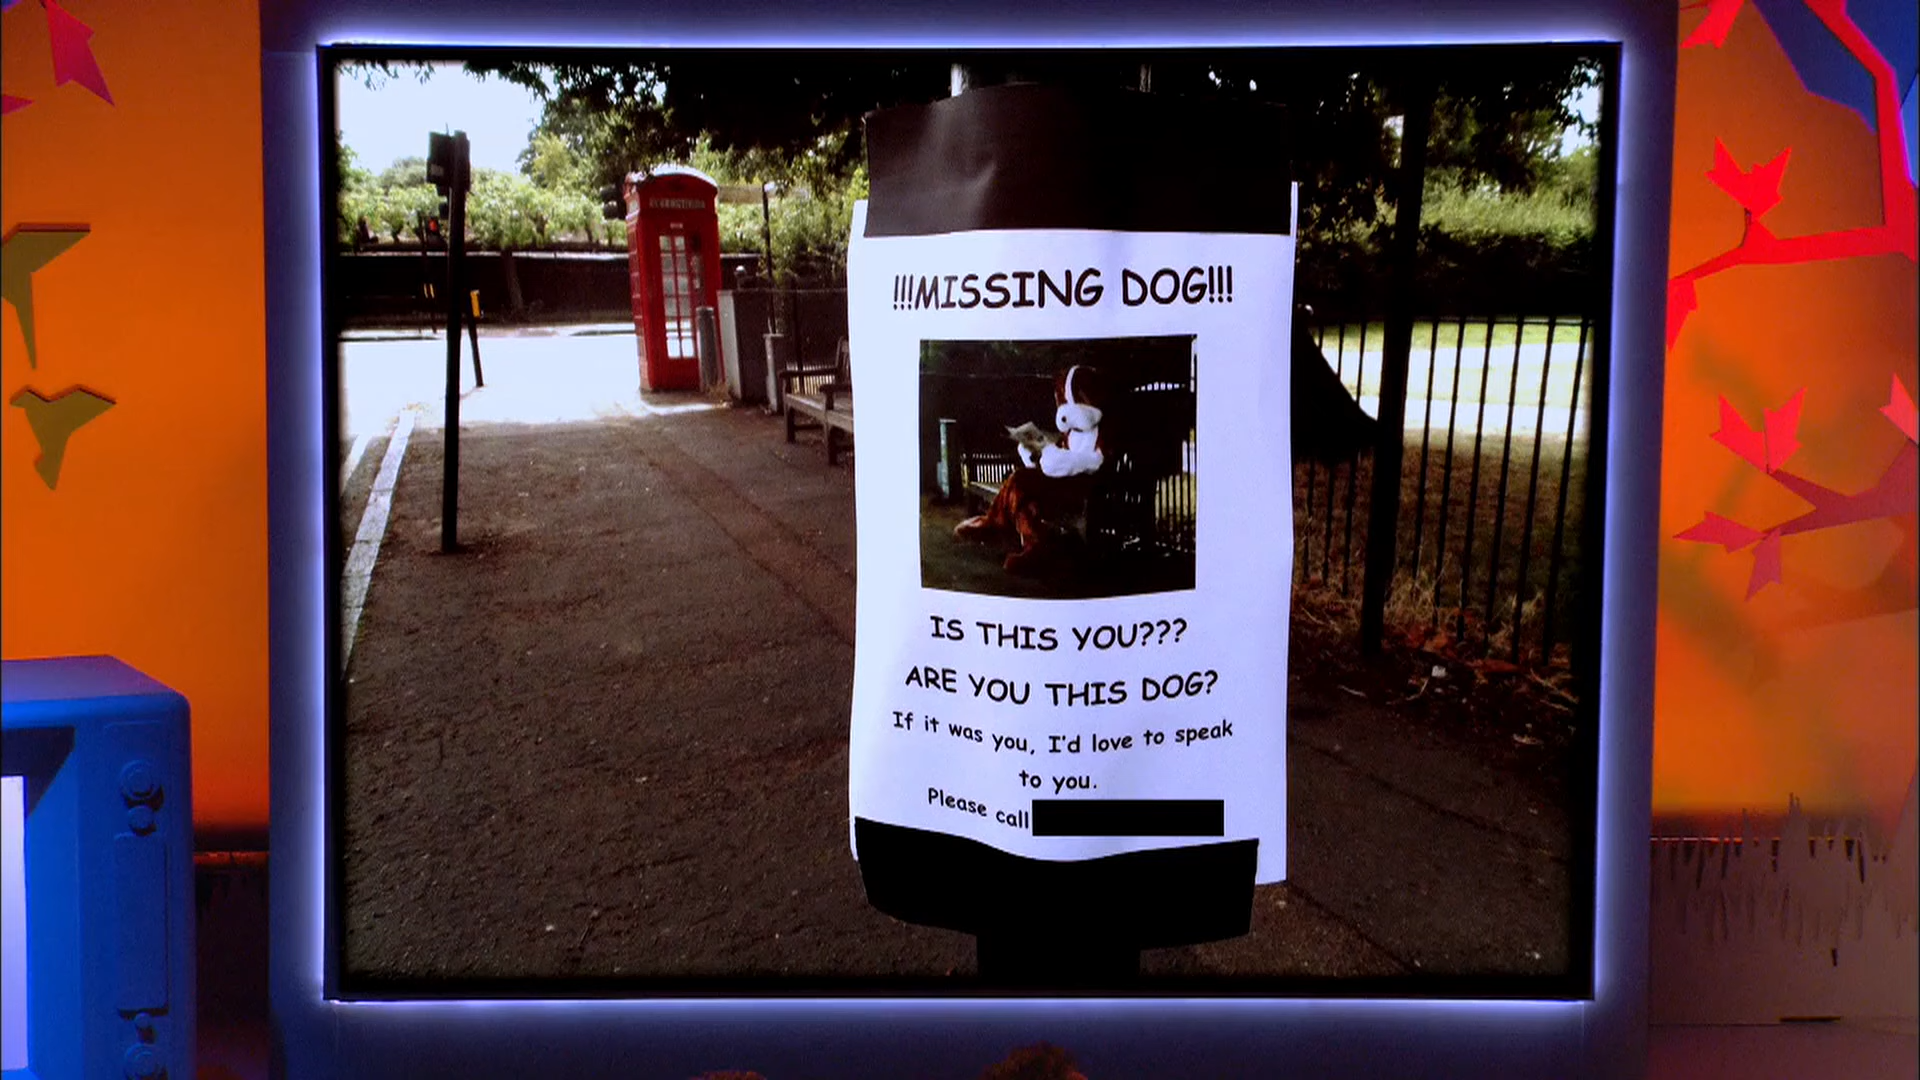 !!!MISSING DOG!!!
IS THIS YOU???
ARE YOU THIS DOG?
If it was you, I'd love to speak
to you.
Please call